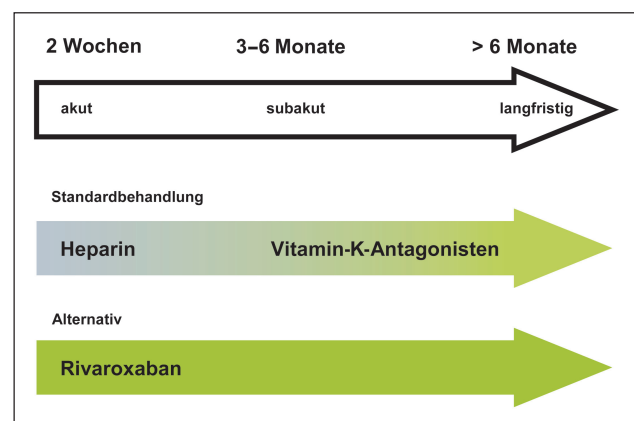 2 Wochen 3–6 Monate > 6 Monate
akut subakut langfristig
Standardbehandlung
Heparin Vitamin-K-Antagonisten
Alternativ
Rivaroxaban